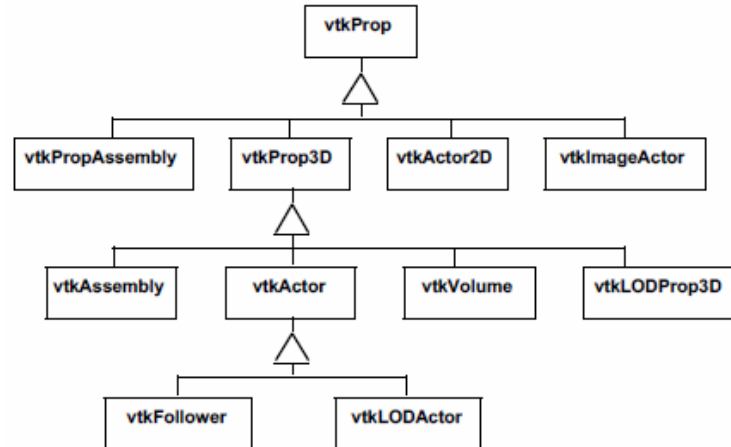 vtkProp
vtkPropAssembly vtkProp3D vtkActor2D vtkImageActor
vtkAssembly vtkActor vtkVolume vtkLODProp3D
vtkFollower vtkLODActor